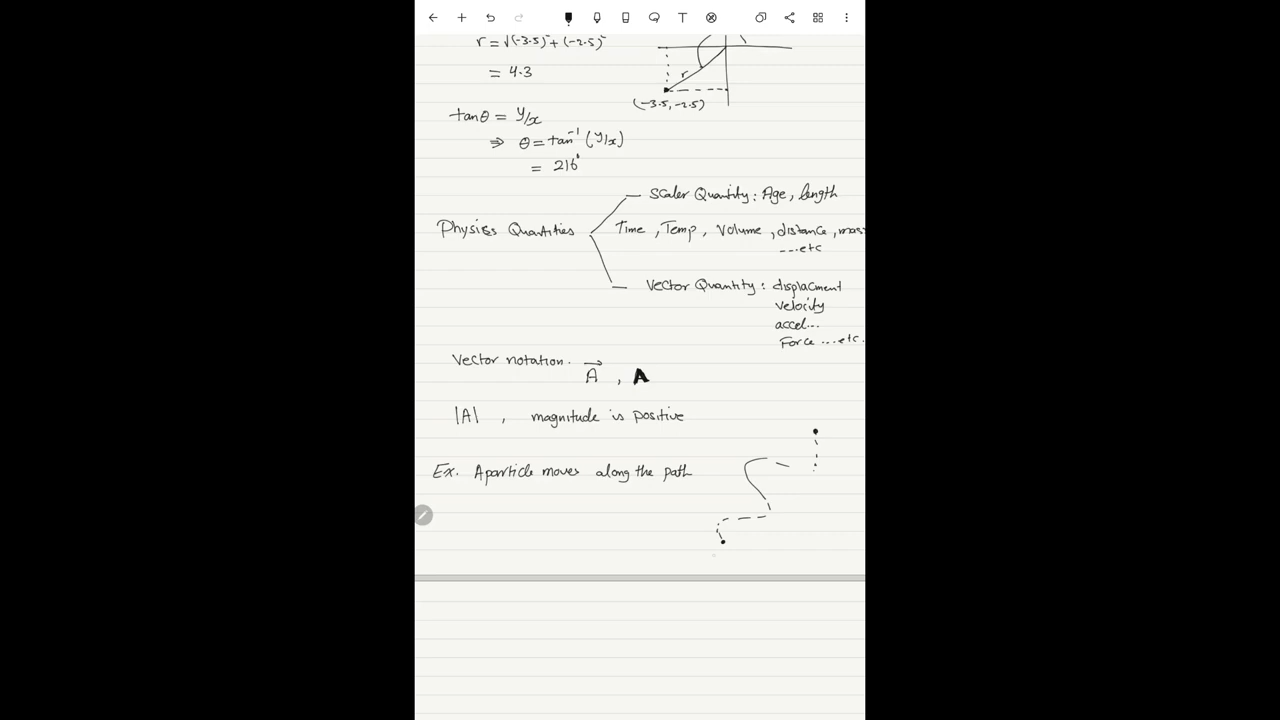 r = √(-3.5)² + (-2.5)²
= 4.3
r
(-3.5, -2.5)
tanθ = y/x
⇒ θ = tan⁻¹ (y/x)
= 216°
Scaler Quantity: Age, length
Physics Quantities
Time, Temp, Volume, distance, mas
...etc
Vector Quantity: displacment
Velocity
accel...
Force ...etc.
Vector notation. A⃗, A
|A|, magnitude is positive
Ex. A particle moves along the path